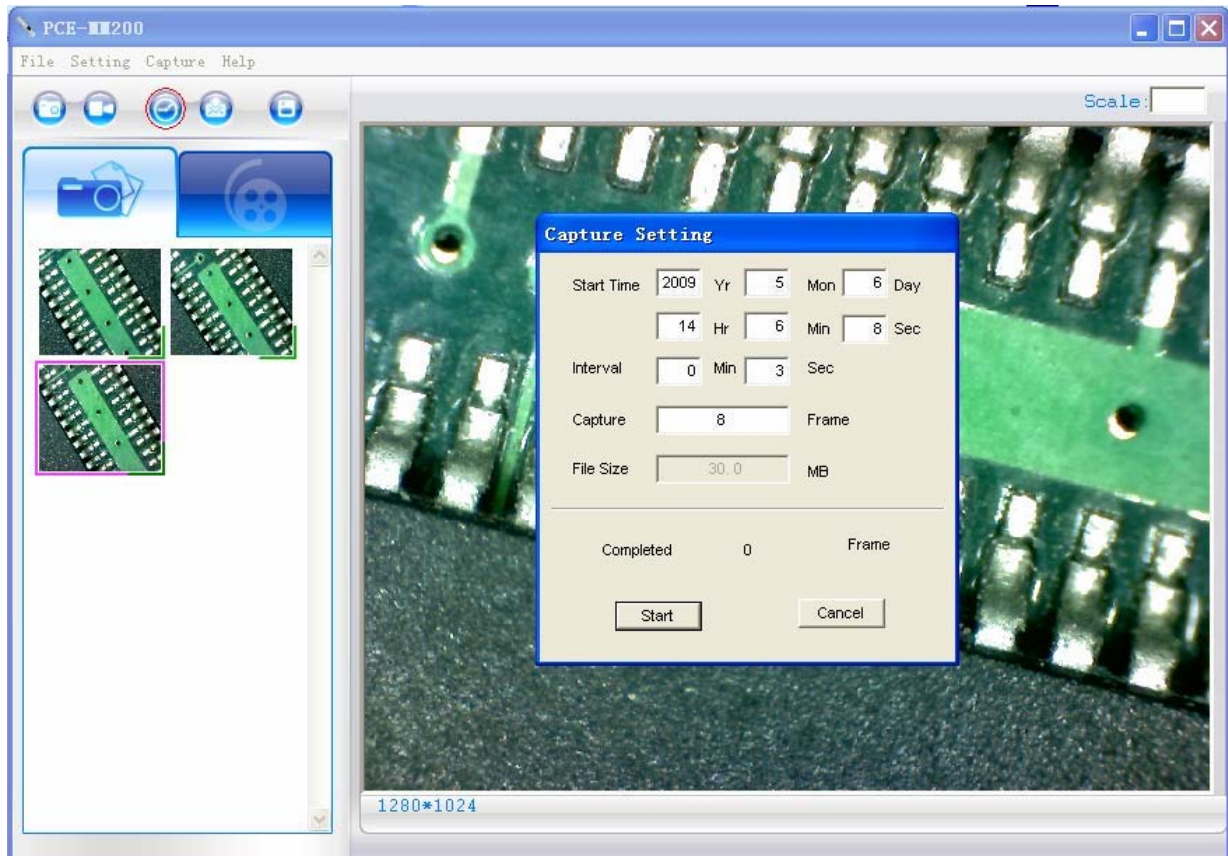 PCE-MM200
File Setting Capture Help
Scale:
Capture Setting
Start Time 2009 Yr 5 Mon 6 Day
14 Hr 6 Min 8 Sec
Interval 0 Min 3 Sec
Capture 8 Frame
File Size 30.0 MB
Completed 0 Frame
Start Cancel
1280*1024